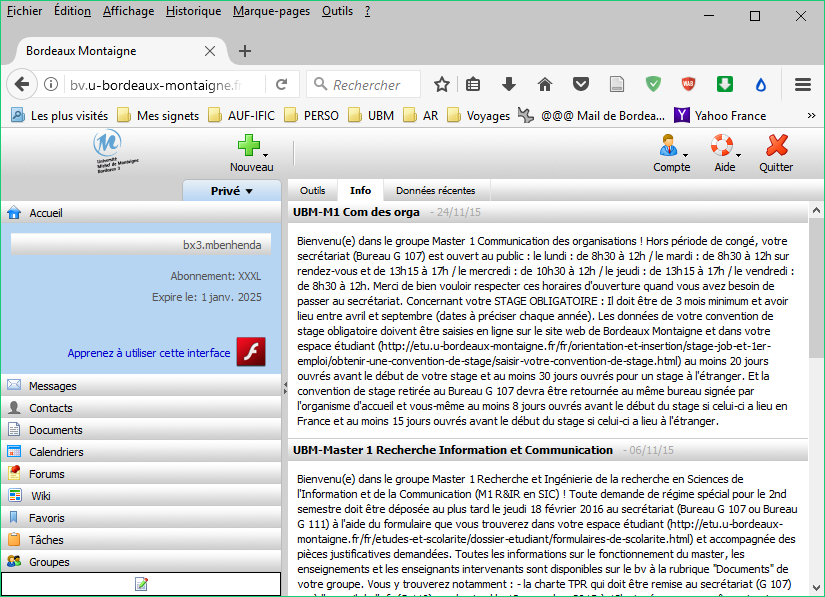 Fichier Édition Affichage Historique Marque-pages Outils ?
Bordeaux Montaigne
bv.u-bordeaux-montaigne.fr
Rechercher
Les plus visités Mes signets AUF-IFIC PERSO UBM AR Voyages @@@ Mail de Bordea... Yahoo France
Université
Michel de Montaigne
Bordeaux 3
Nouveau
Compte Aide Quitter
Privé
Outils Info Données récentes
Accueil
bx3.mbenhenda
Abonnement: XXXL
Expire le: 1 janv. 2025
Apprenez à utiliser cette interface
Messages
Contacts
Documents
Calendriers
Forums
Wiki
Favoris
Tâches
Groupes
UBM-M1 Com des orga - 24/11/15
Bienvenu(e) dans le groupe Master 1 Communication des organisations ! Hors période de congé, votre
secrétariat (Bureau G 107) est ouvert au public : le lundi : de 8h30 à 12h / le mardi : de 8h30 à 12h sur
rendez-vous et de 13h15 à 17h / le mercredi : de 10h30 à 12h / le jeudi : de 13h15 à 17h / le vendredi :
de 8h30 à 12h. Merci de bien vouloir respecter ces horaires d'ouverture quand vous avez besoin de
passer au secrétariat. Concernant votre STAGE OBLIGATOIRE : Il doit être de 3 mois minimum et avoir
lieu entre avril et septembre (dates à préciser chaque année). Les données de votre convention de
stage obligatoire doivent être saisies en ligne sur le site web de Bordeaux Montaigne et dans votre
espace étudiant (http://etu.u-bordeaux-montaigne.fr/fr/orientation-et-insertion/stage-job-et-1er-
emploi/obtenir-une-convention-de-stage/saisir-votre-convention-de-stage.html) au moins 20 jours
ouvrés avant le début de votre stage et au moins 30 jours ouvrés pour un stage à l'étranger. Et la
convention de stage retirée au Bureau G 107 devra être retournée au même bureau signée par
l'organisme d'accueil et vous-même au moins 8 jours ouvrés avant le début du stage si celui-ci a lieu en
France et au moins 15 jours ouvrés avant le début du stage si celui-ci a lieu à l'étranger.
UBM-Master 1 Recherche Information et Communication - 06/11/15
Bienvenu(e) dans le groupe Master 1 Recherche et Ingénierie de la recherche en Sciences de
l'Information et de la Communication (M1 R&IR en SIC) ! Toute demande de régime spécial pour le 2nd
semestre doit être déposée au plus tard le jeudi 18 février 2016 au secrétariat (Bureau G 107 ou Bureau
G 111) à l'aide du formulaire que vous trouverez dans votre espace étudiant (http://etu.u-bordeaux-
montaigne.fr/fr/etudes-et-scolarite/dossier-etudiant/formulaires-de-scolarite.html) et accompagnée des
pièces justificatives demandées. Toutes les informations sur le fonctionnement du master, les
enseignements et les enseignants intervenants sont disponibles sur le bv à la rubrique "Documents" de
votre groupe. Vous y trouverez notamment : - la charte TPR qui doit être remise au secrétariat (G 107)